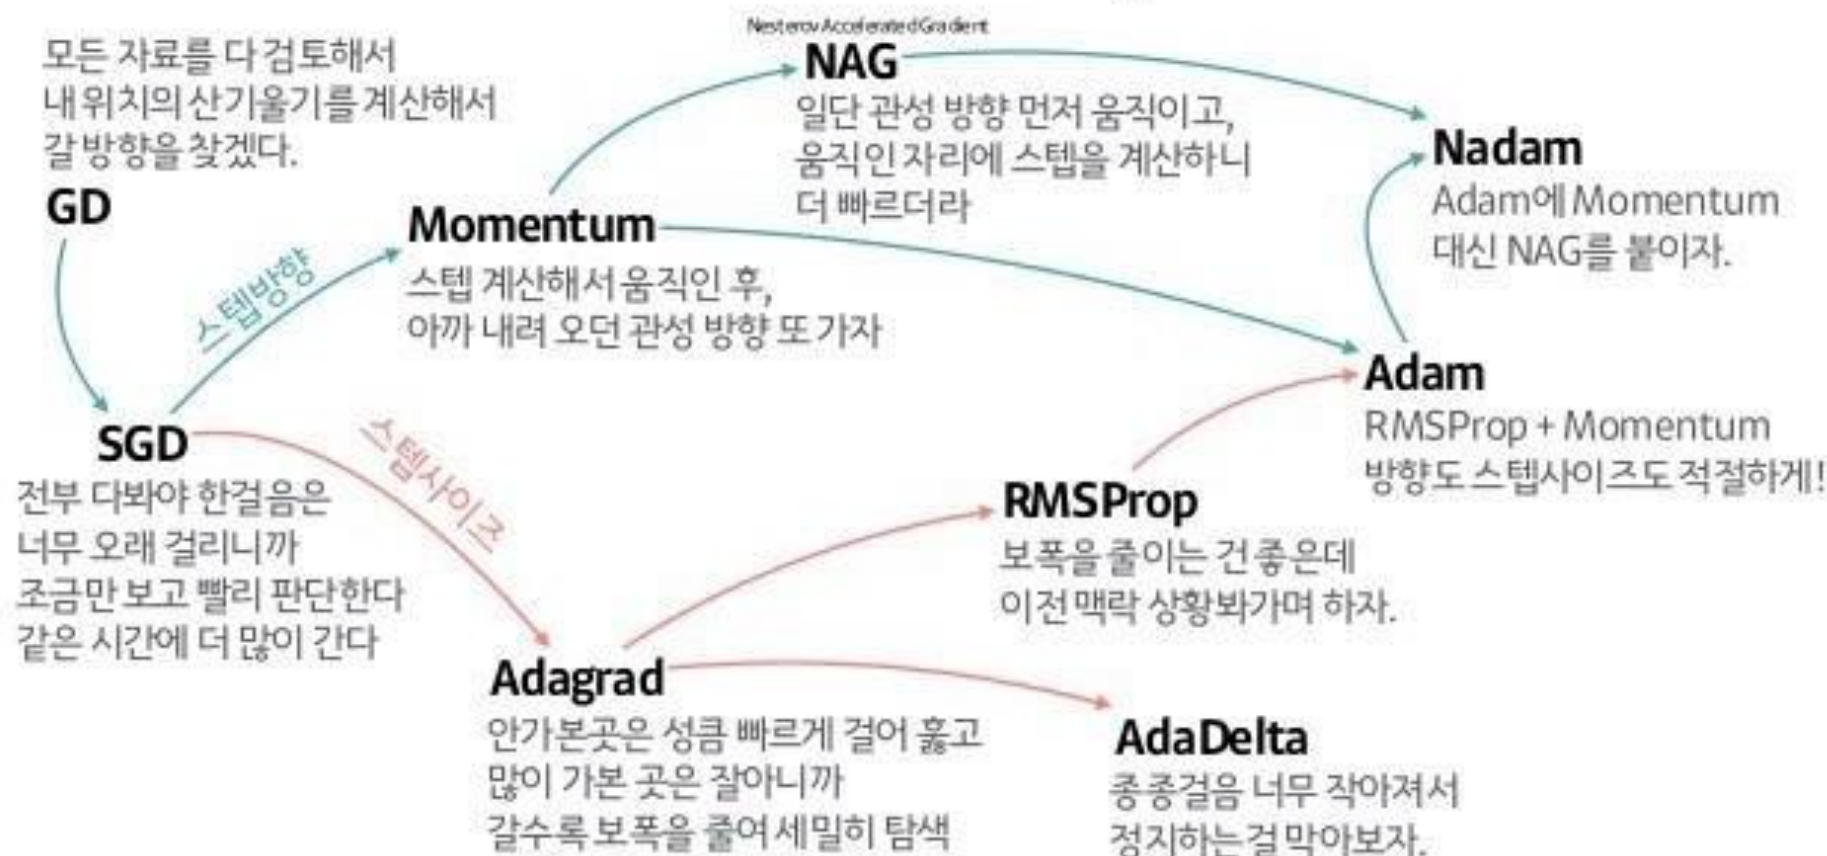 모든 자료를 다 검토해서
내 위치의 산기울기를 계산해서
갈 방향을 찾겠다.
GD
스텝방향
SGD
전부 다봐야 한걸음은
너무 오래 걸리니까
조금만 보고 빨리 판단한다
같은 시간에 더 많이 간다
Momentum
스텝 계산해서 움직인 후,
아까 내려 오던 관성 방향 또 가자
Nesterov Accelerated Gradient
NAG
일단 관성 방향 먼저 움직이고,
움직인 자리에 스텝을 계산하니
더 빠르더라
Nadam
Adam에 Momentum
대신 NAG를 붙이자.
Adam
RMSProp + Momentum
방향도 스텝사이즈도 적절하게!
스텝사이즈
RMSProp
보폭을 줄이는 건 좋은데
이전 맥락 상황봐가며 하자.
Adagrad
안가본곳은 성큼 빠르게 걸어 훑고
많이 가본 곳은 잘아니까
갈수록 보폭을 줄여 세밀히 탐색
AdaDelta
종종걸음 너무 작아져서
정지하는걸 막아보자.